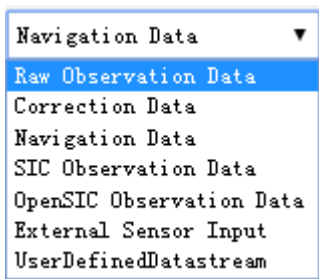 Navigation Data
Raw Observation Data
Correction Data
Navigation Data
SIC Observation Data
OpenSIC Observation Data
External Sensor Input
UserDefinedDatastream